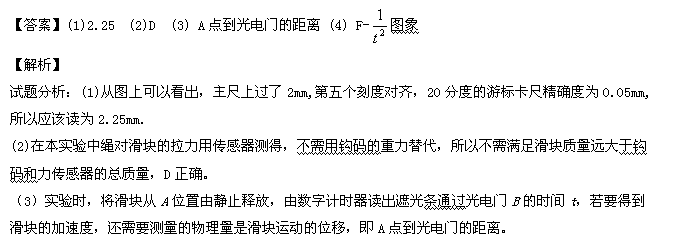 【答案】(1)2.25 (2)D (3) A点到光电门的距离 (4) F-1/t²图象
【解析】
试题分析：(1)从图上可以看出，主尺上过了 2mm,第五个刻度对齐，20 分度的游标卡尺精确度为 0.05mm,
所以应该读为 2.25mm.
(2)在本实验中绳对滑块的拉力用传感器测得，不需用钩码的重力替代，所以不需满足滑块质量远大于钩
码和力传感器的总质量，D 正确。
（3）实验时，将滑块从 A 位置由静止释放，由数字计时器读出遮光条通过光电门 B 的时间 t，若要得到
滑块的加速度，还需要测量的物理量是滑块运动的位移，即 A 点到光电门的距离。